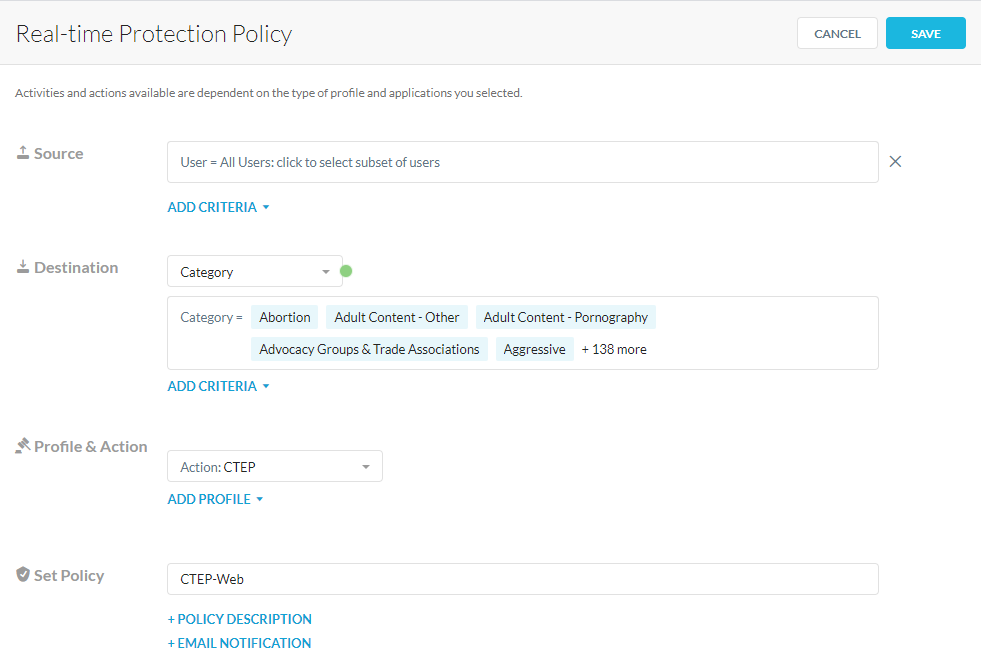 Real-time Protection Policy
CANCEL
SAVE
Activities and actions available are dependent on the type of profile and applications you selected.
Source
User = All Users: click to select subset of users
ADD CRITERIA
Destination
Category
Category = Abortion Adult Content - Other Adult Content - Pornography
Advocacy Groups & Trade Associations Aggressive + 138 more
ADD CRITERIA
Profile & Action
Action: CTEP
ADD PROFILE
Set Policy
CTEP-Web
+ POLICY DESCRIPTION
+ EMAIL NOTIFICATION